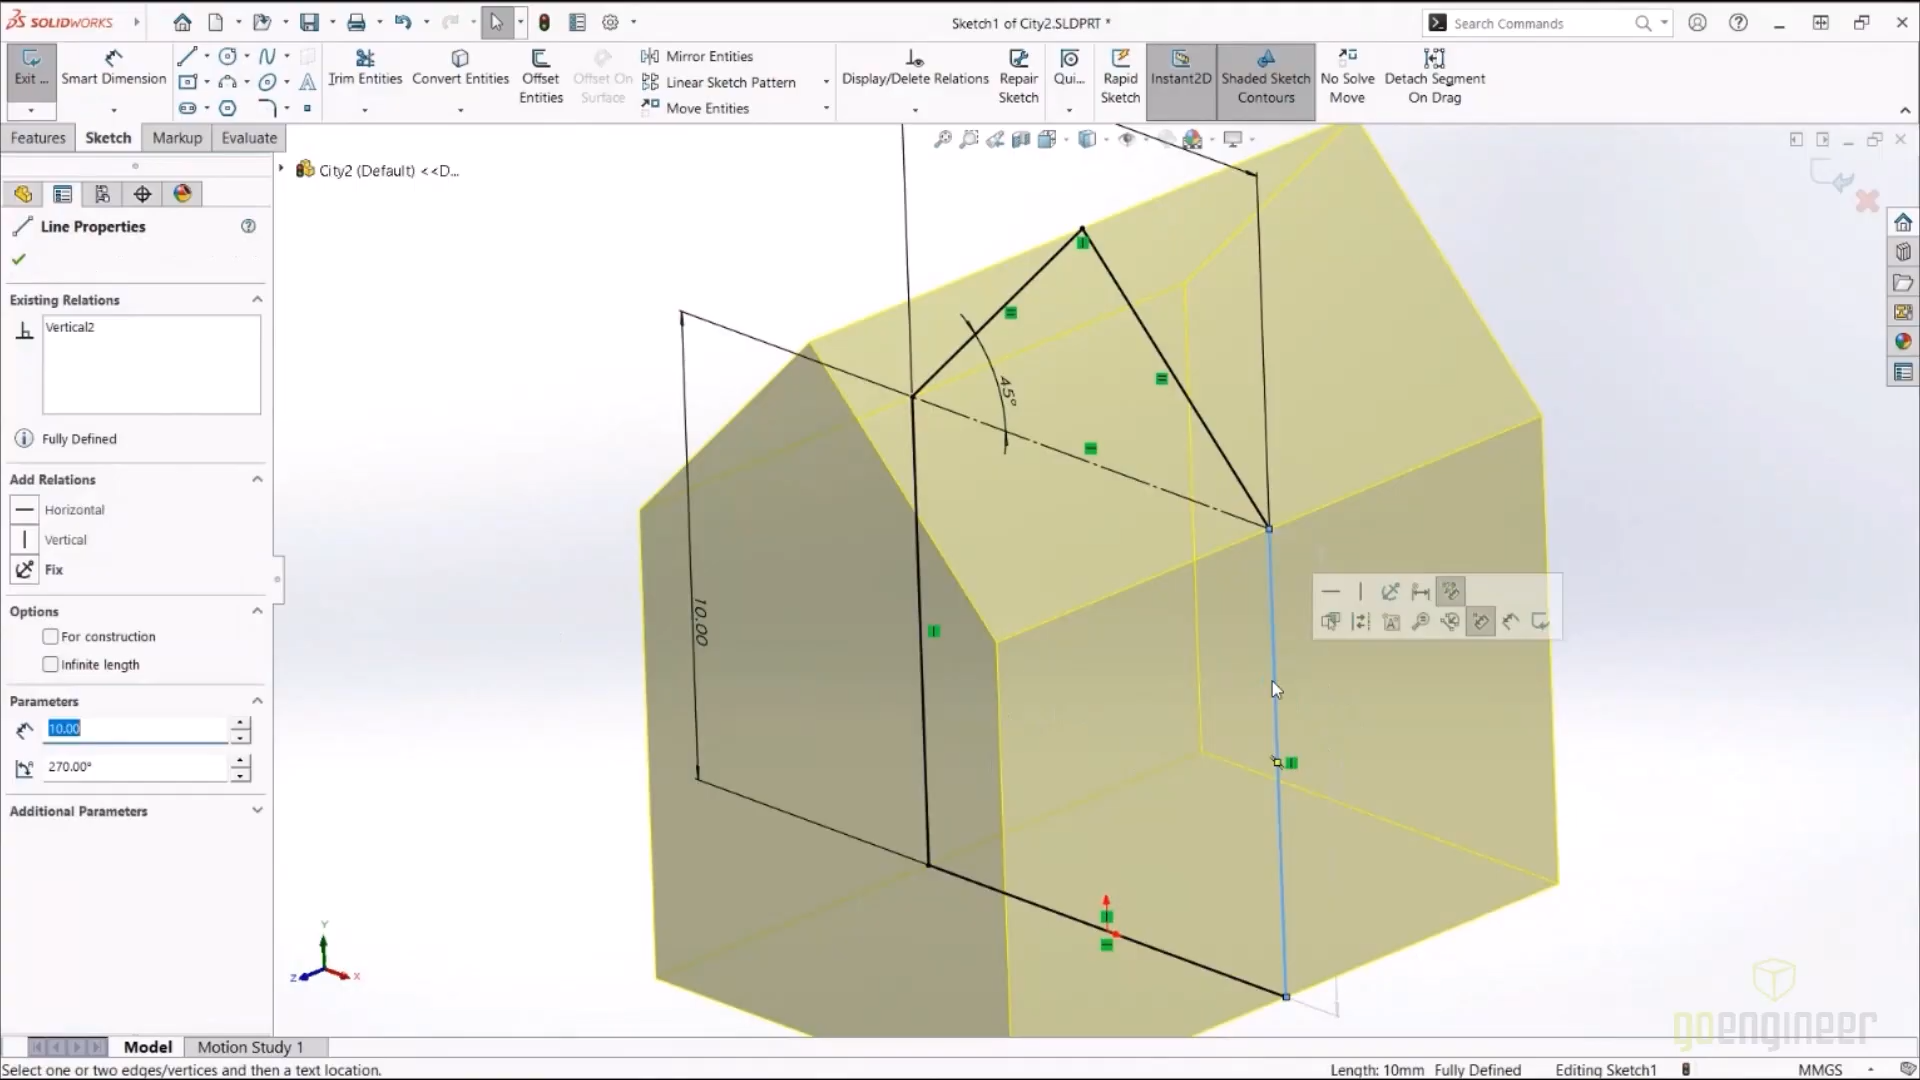 SOLIDWORKS
Sketch1 of City2.SLDPRT *
Search Commands
Exit ...
Smart Dimension
Trim Entities
Convert Entities
Offset Entities
Offset On Surface
Mirror Entities
Linear Sketch Pattern
Move Entities
Display/Delete Relations
Repair Sketch
Qui...
Rapid Sketch
Instant2D
Shaded Sketch Contours
No Solve Move
Detach Segment On Drag
Features
Sketch
Markup
Evaluate
City2 (Default) <<D...
Line Properties
Existing Relations
Vertical2
Fully Defined
Add Relations
Horizontal
Vertical
Fix
Options
For construction
Infinite length
Parameters
10.00
270.00°
Additional Parameters
45°
10.00
Y
Z
X
goengineer
Model
Motion Study 1
Select one or two edges/vertices and then a text location.
Length: 10mm
Fully Defined
Editing Sketch1
MMGS